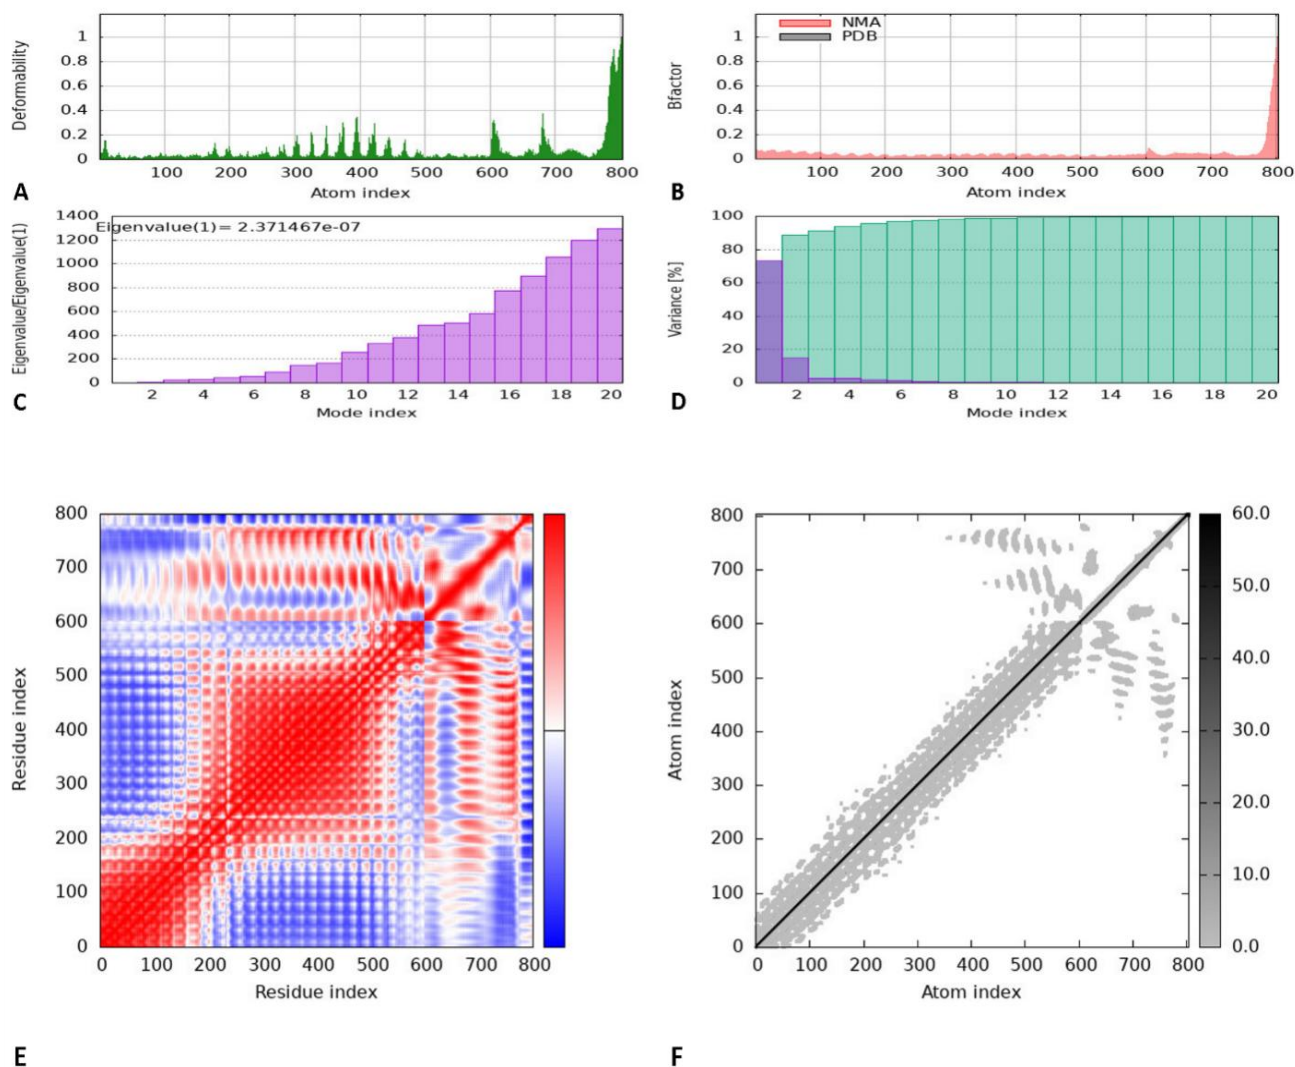 Deformability
1
0.8
0.6
0.4
0.2
0
100 200 300 400 500 600 700 800
Atom index
A
NMA
PDB
Bfactor
1
0.8
0.6
0.4
0.2
0
100 200 300 400 500 600 700 800
Atom index
B
Eigenvalue(1)= 2.371467e-07
Eigenvalue/Eigenvalue(1)
1400
1200
1000
800
600
400
200
0
2 4 6 8 10 12 14 16 18 20
Mode index
C
Variance [%]
100
80
60
40
20
0
2 4 6 8 10 12 14 16 18 20
Mode index
D
Residue index
800
700
600
500
400
300
200
100
0
0 100 200 300 400 500 600 700 800
Residue index
E
Atom index
800
700
600
500
400
300
200
100
0
0 100 200 300 400 500 600 700 800
Atom index
60.0
50.0
40.0
30.0
20.0
10.0
0.0
F